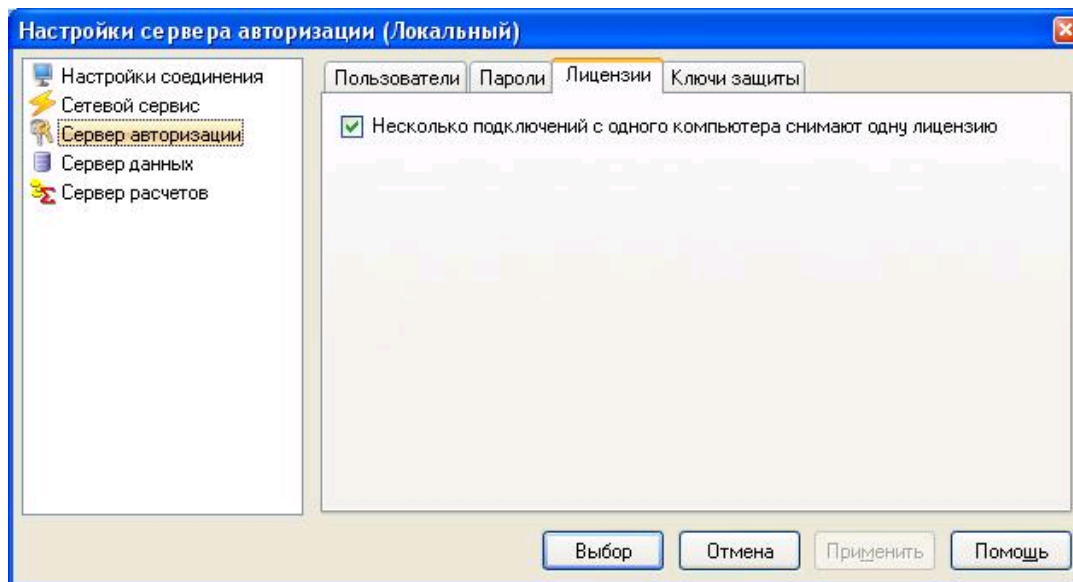 Настройки сервера авторизации (Локальный)
Настройки соединения
Сетевой сервис
Сервер авторизации
Сервер данных
Сервер расчетов
Пользователи Пароли Лицензии Ключи защиты
Несколько подключений с одного компьютера снимают одну лицензию
Выбор Отмена Применить Помощь